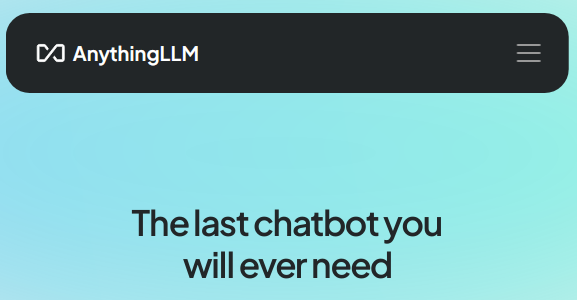 AnythingLLM
The last chatbot you
will ever need